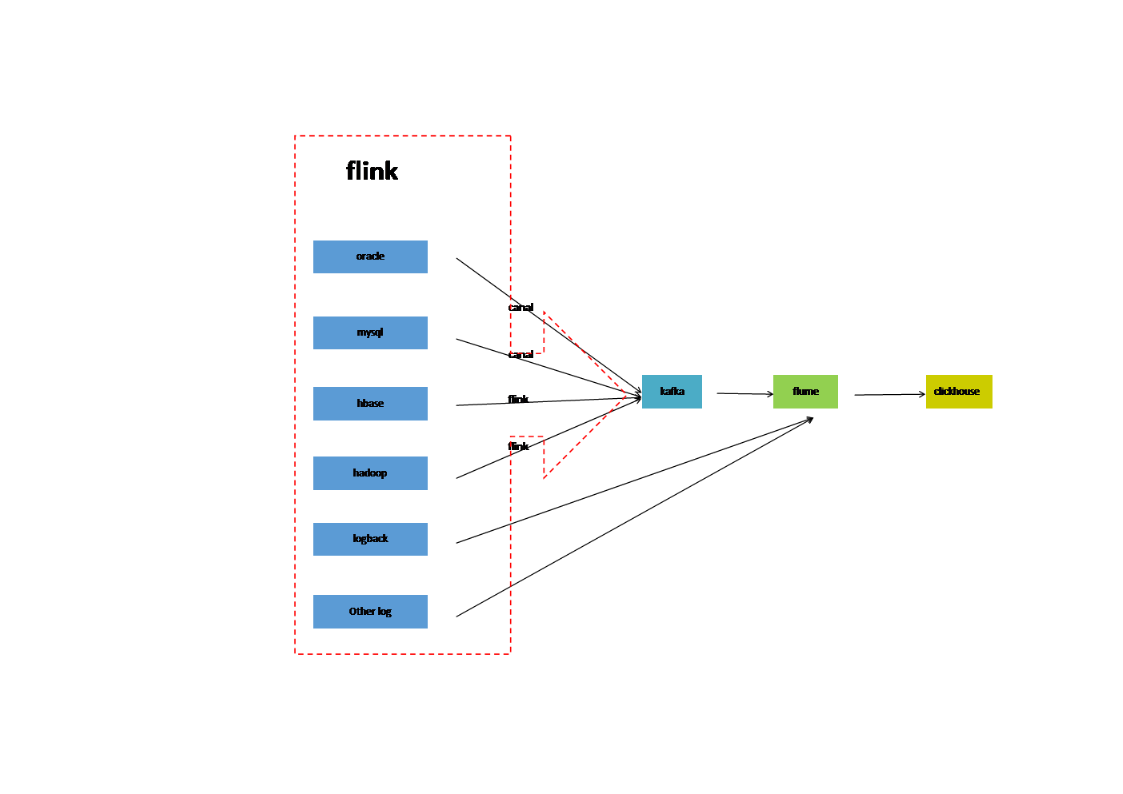 flink
oracle
canal
mysql
canal
hbase
flink
kafka
flume
clickhouse
flink
hadoop
logback
Other log